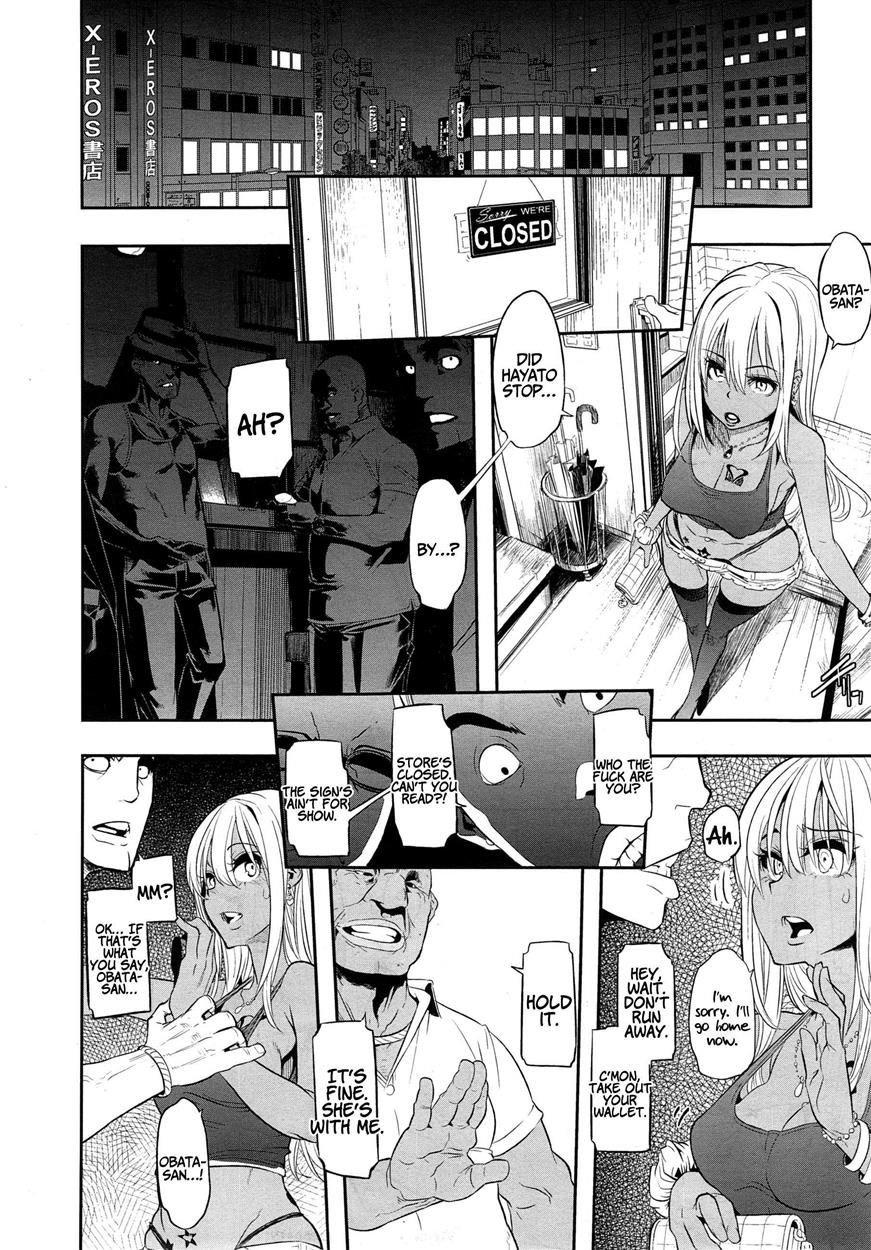 X-EROS書店
X-EROS書店
Sorry WE'RE
CLOSED
OBATA-
SAN?
DID
HAYATO
STOP...
BY...?
AH?
WHO THE
FUCK ARE
YOU?
STORE'S
CLOSED.
CAN'T YOU
READ?!
THE SIGN'S
AIN'T FOR
SHOW.
Ah.
I'm
sorry. I'll
go home
now.
HEY,
WAIT.
DON'T
RUN
AWAY.
C'MON,
TAKE OUT
YOUR
WALLET.
HOLD
IT.
IT'S
FINE.
SHE'S
WITH ME.
MM?
OK... IF
THAT'S
WHAT
YOU SAY,
OBATA-
SAN...
OBATA-
SAN...!